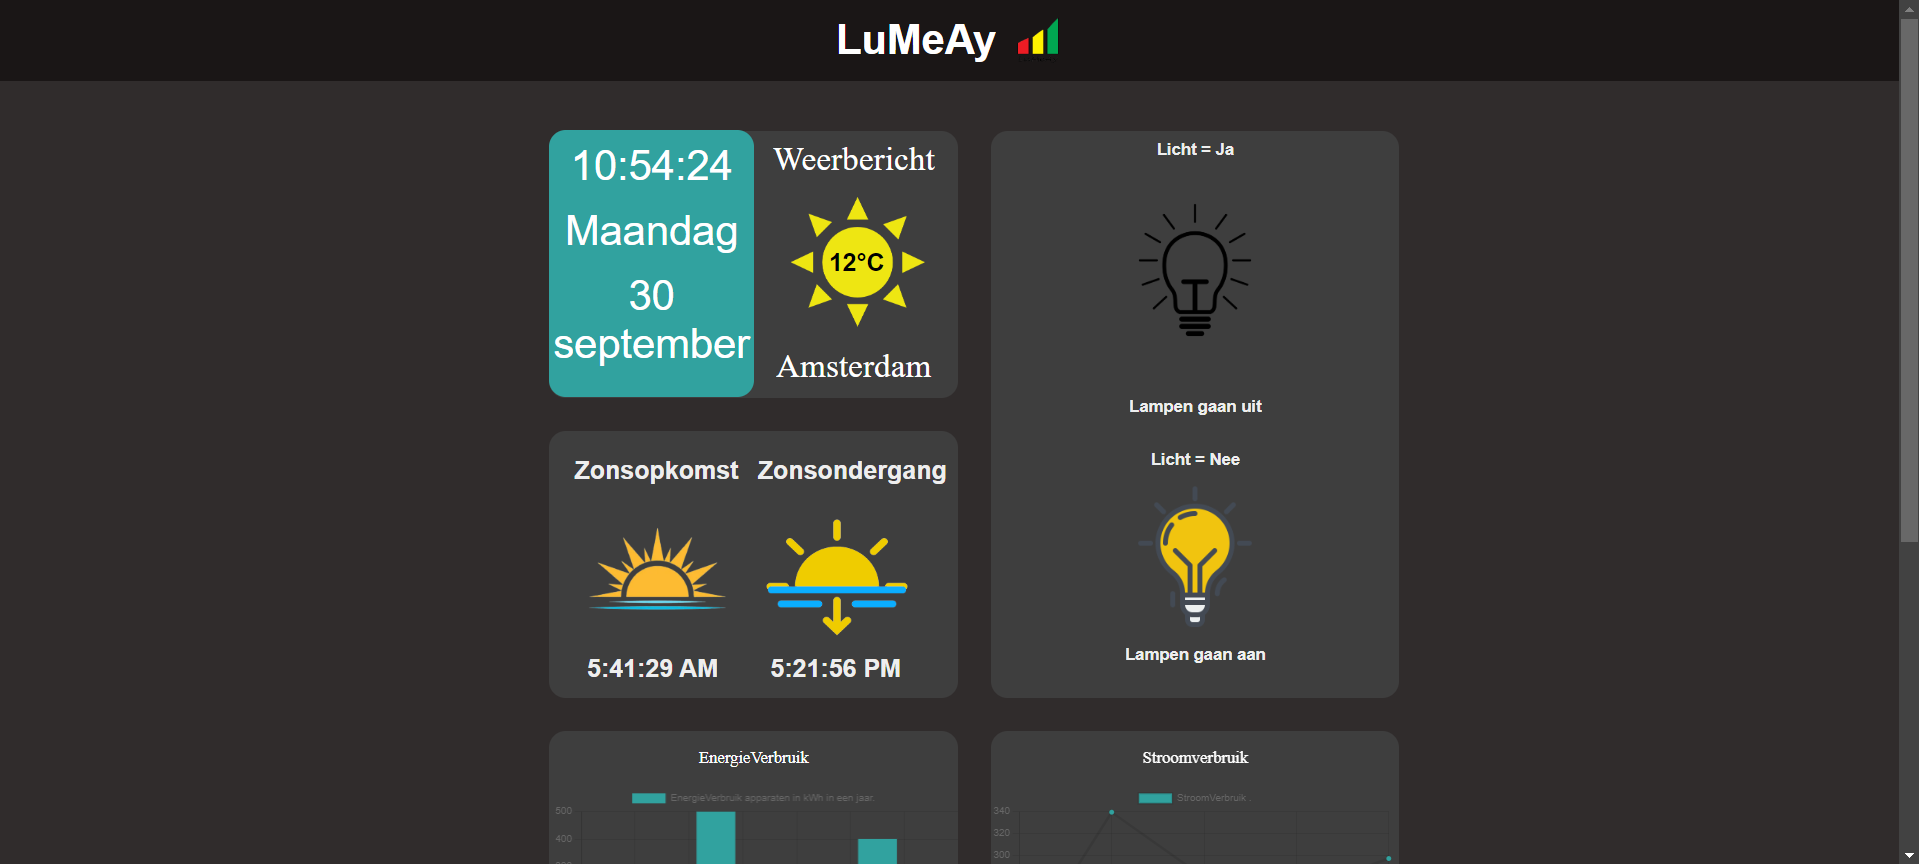 LuMeAy
10:54:24
Maandag
30
september
Weerbericht
12°C
Amsterdam
Licht = Ja
Lampen gaan uit
Licht = Nee
Lampen gaan aan
Zonsopkomst
Zonsondergang
5:41:29 AM
5:21:56 PM
EnergieVerbruik
EnergieVerbruik apparaten in kWh in een jaar.
500
400
Stroomverbruik
StroomVerbruik .
340
320
300